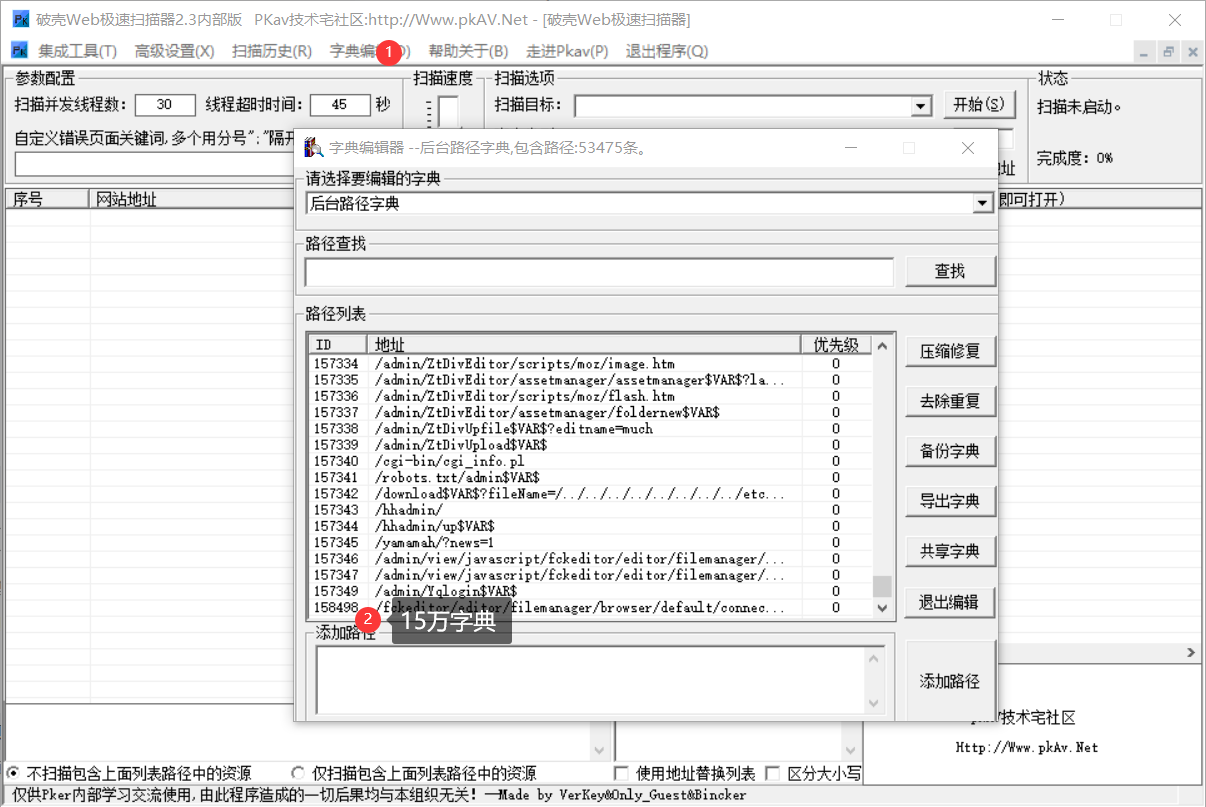 破壳Web极速扫描器2.3内部版 PKav技术宅社区:http://Www.pkAV.Net - [破壳Web极速扫描器]
集成工具(T) 高级设置(X) 扫描历史(R) 字典编 1 帮助关于(B) 走进Pkav(P) 退出程序(Q)
参数配置 扫描速度 扫描选项 状态
扫描并发线程数: 30 线程超时时间: 45 秒 扫描目标: 开始(S) 扫描未启动。
自定义错误页面关键词,多个用分号";"隔开
完成度: 0%
序号 网站地址 即可打开)
字典编辑器 --后台路径字典,包含路径:53475条。
请选择要编辑的字典
后台路径字典
路径查找
查找
路径列表
ID 地址 优先级
157334 /admin/ZtDivEditor/scripts/moz/image.htm 0
157335 /admin/ZtDivEditor/assetmanager/assetmanager$VAR$?la... 0
157336 /admin/ZtDivEditor/scripts/moz/flash.htm 0
157337 /admin/ZtDivEditor/assetmanager/foldernew$VAR$ 0
157338 /admin/ZtDivUpfile$VAR$?editname=much 0
157339 /admin/ZtDivUpload$VAR$ 0
157340 /cgi-bin/cgi_info.pl 0
157341 /robots.txt/admin$VAR$ 0
157342 /download$VAR$?fileName=/../../../../../../../../etc... 0
157343 /hhadmin/ 0
157344 /hhadmin/up$VAR$ 0
157345 /yamamah/?news=1 0
157346 /admin/view/javascript/fckeditor/editor/filemanager/... 0
157347 /admin/view/javascript/fckeditor/editor/filemanager/... 0
157349 /admin/Yqlogin$VAR$ 0
158498 /fckeditor/editor/filemanager/browser/default/connec... 0
压缩修复
去除重复
备份字典
导出字典
共享字典
退出编辑
2 15万字典
添加路径
添加路径
技术宅社区
Http://Www.pkAv.Net
不扫描包含上面列表路径中的资源 仅扫描包含上面列表路径中的资源 使用地址替换列表 区分大小写
仅供Pker内部学习交流使用,由此程序造成的一切后果均与本组织无关! —Made by VerKey&Only_Guest&Bincker